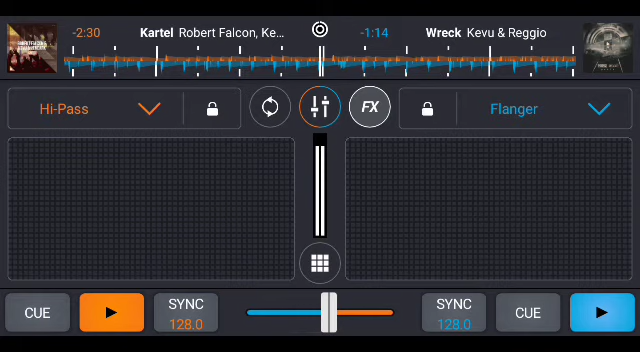 -2:30
Kartel Robert Falcon, Ke...
-1:14
Wreck Kevu & Reggio
Hi-Pass
FX
Flanger
CUE
SYNC
128.0
SYNC
128.0
CUE